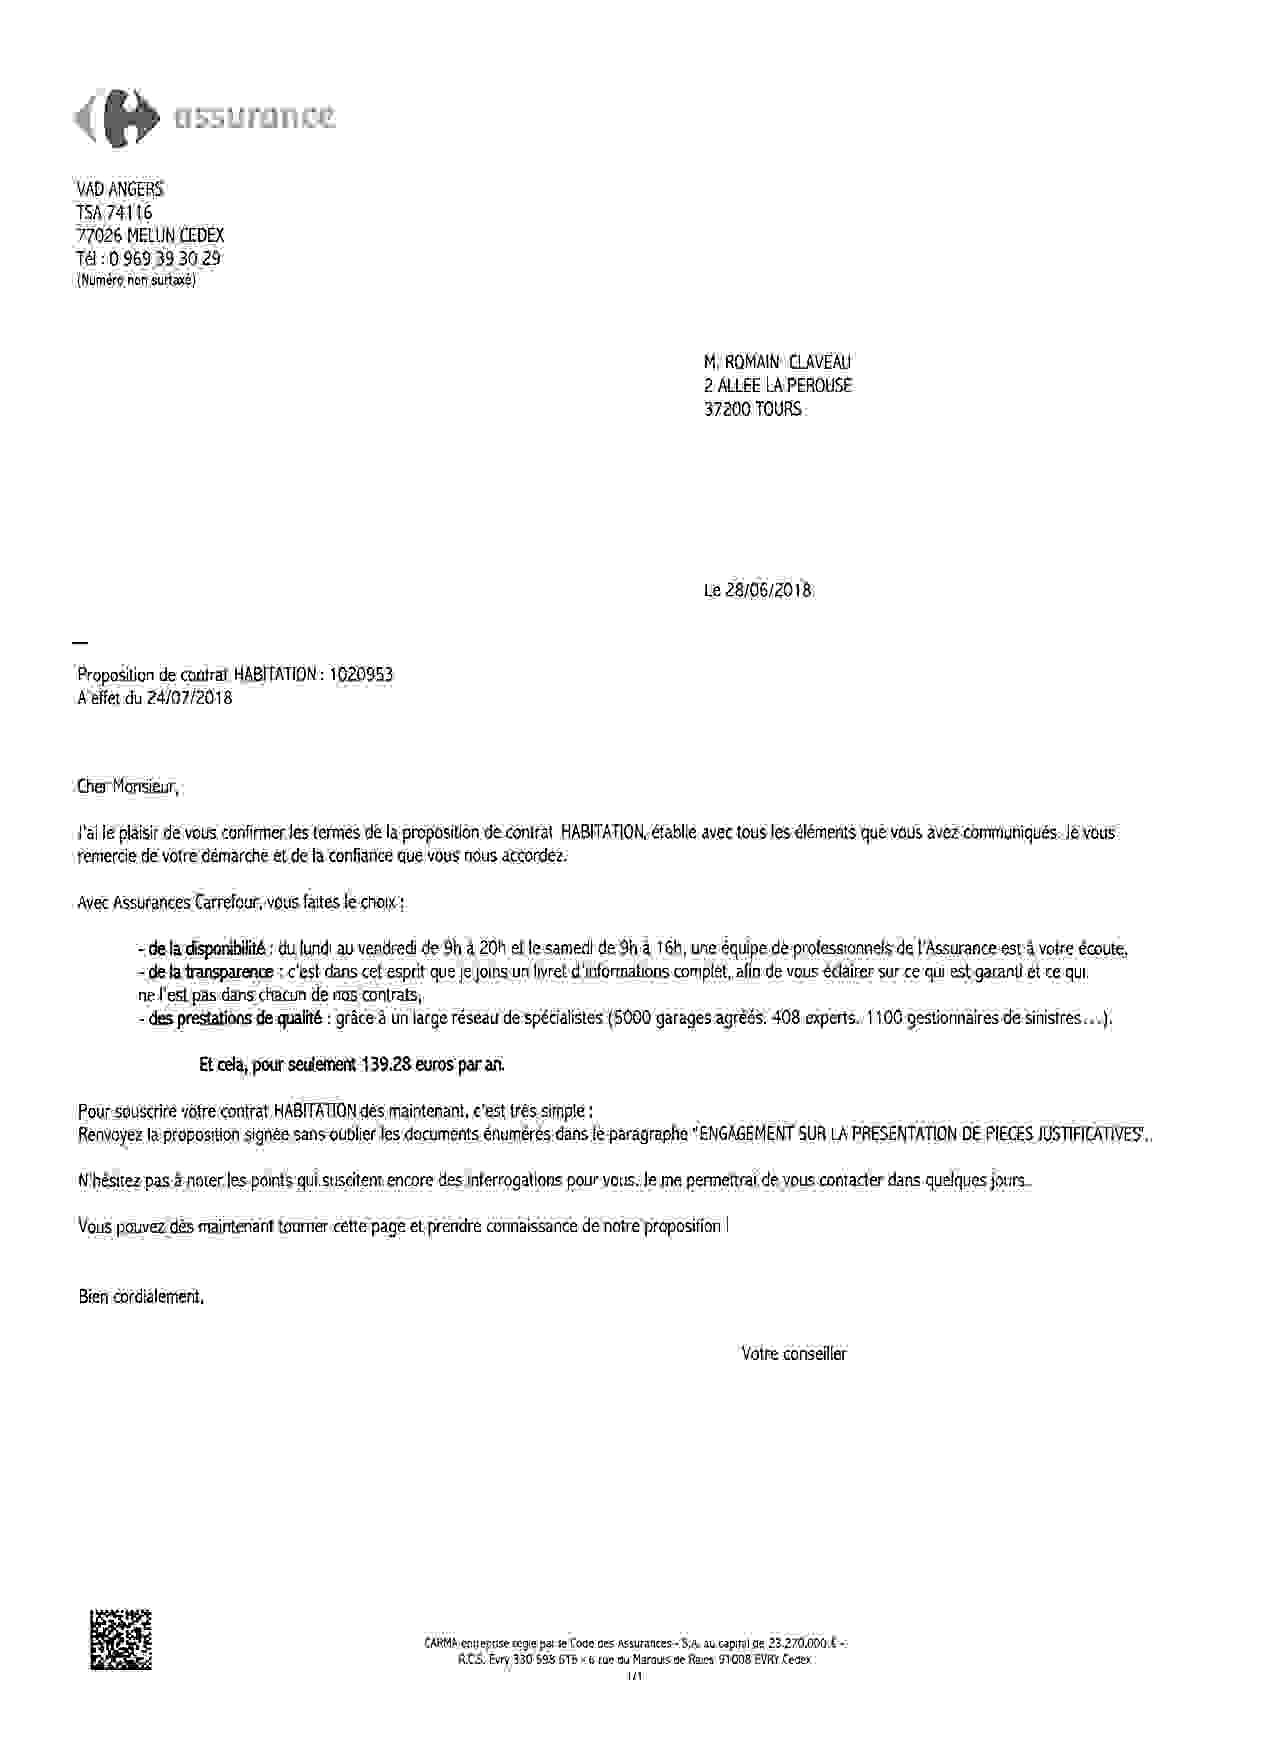 assurance
VAD ANGERS
TSA 74116
77026 MELUN CEDEX
Tél : 0 969 39 30 29
(Numéro non surtaxé)
M. ROMAIN CLAVEAU
2 ALLEE LA PEROUSE
37200 TOURS
Le 28/06/2018
Proposition de contrat HABITATION : 1020953
A effet du 24/07/2018
Cher Monsieur,
J'ai le plaisir de vous confirmer les termes de la proposition de contrat HABITATION, établie avec tous les éléments que vous avez communiqués. Je vous
remercie de votre démarche et de la confiance que vous nous accordez.
Avec Assurances Carrefour, vous faites le choix :
- de la disponibilité : du lundi au vendredi de 9h à 20h et le samedi de 9h à 16h, une équipe de professionnels de l'Assurance est à votre écoute,
- de la transparence : c'est dans cet esprit que je joins un livret d'informations complet, afin de vous éclairer sur ce qui est garanti et ce qui
ne l'est pas dans chacun de nos contrats,
- des prestations de qualité : grâce à un large réseau de spécialistes (5000 garages agréés, 408 experts, 1100 gestionnaires de sinistres...).
Et cela, pour seulement 139.28 euros par an.
Pour souscrire votre contrat HABITATION dès maintenant, c'est très simple :
Renvoyez la proposition signée sans oublier les documents énumérés dans le paragraphe "ENGAGEMENT SUR LA PRESENTATION DE PIECES JUSTIFICATIVES".
N'hésitez pas à noter les points qui suscitent encore des interrogations pour vous. Je me permettrai de vous contacter dans quelques jours.
Vous pouvez dès maintenant tourner cette page et prendre connaissance de notre proposition !
Bien cordialement,
Votre conseiller
CARMA entreprise régie par le Code des Assurances - S.A. au capital de 23.270.000 € -
R.C.S. Evry 330 598 616 - 6 rue du Marquis de Raies 91008 EVRY Cedex
1/1